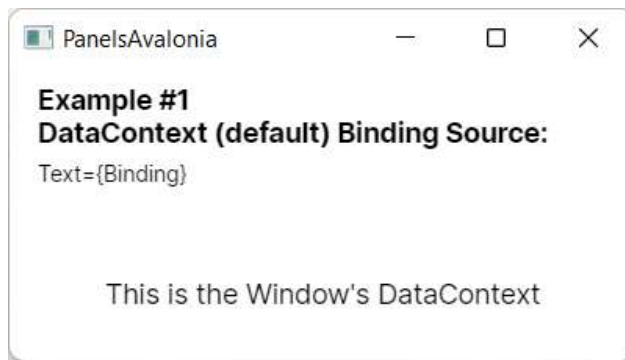 PanelsAvalonia
Example #1
DataContext (default) Binding Source:
Text={Binding}
This is the Window's DataContext